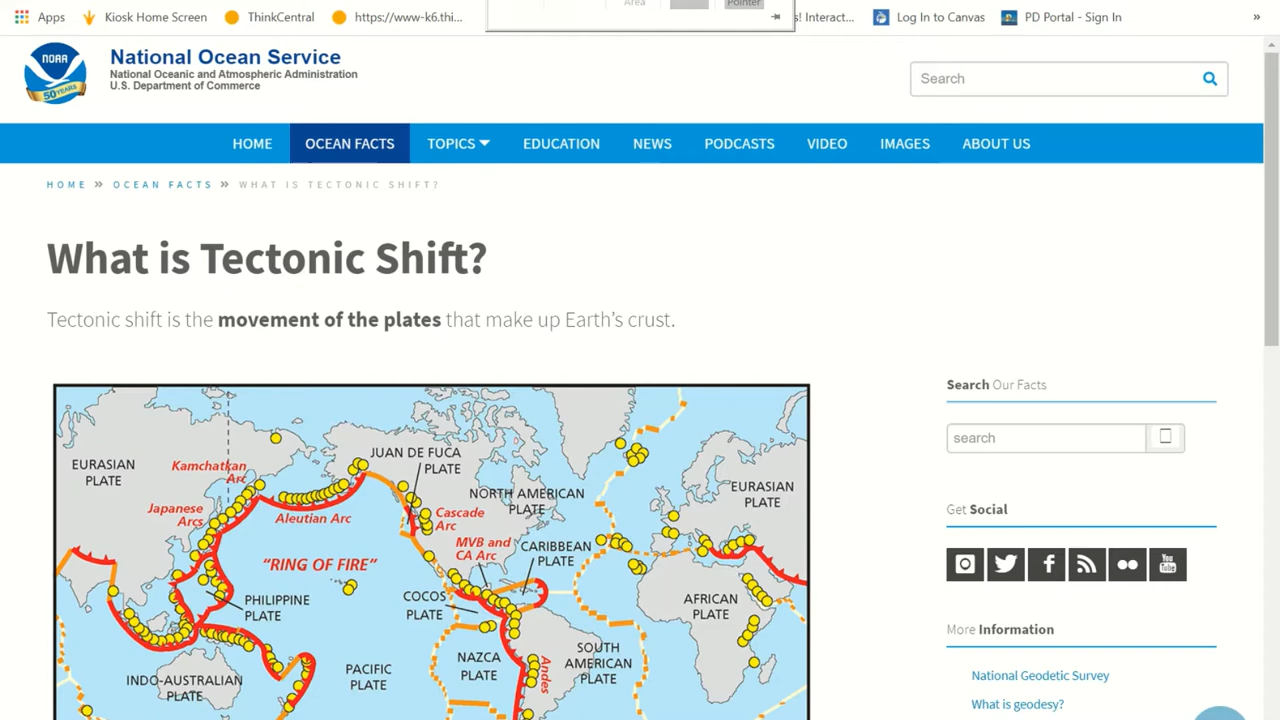 Area
Pointer
Apps
Kiosk Home Screen
ThinkCentral
https://www-k6.thi...
s! Interact...
Log In to Canvas
PD Portal - Sign In
»
NOAA
50 YEARS
National Ocean Service
National Oceanic and Atmospheric Administration
U.S. Department of Commerce
Search
HOME
OCEAN FACTS
TOPICS
EDUCATION
NEWS
PODCASTS
VIDEO
IMAGES
ABOUT US
HOME » OCEAN FACTS » WHAT IS TECTONIC SHIFT?
What is Tectonic Shift?
Tectonic shift is the movement of the plates that make up Earth's crust.
EURASIAN
PLATE
Kamchatkan
Arc
Japanese
Arcs
Aleutian Arc
JUAN DE FUCA
PLATE
NORTH AMERICAN
PLATE
Cascade
Arc
MVB and
CA Arc
CARIBBEAN
PLATE
EURASIAN
PLATE
"RING OF FIRE"
PHILIPPINE
PLATE
COCOS
PLATE
AFRICAN
PLATE
INDO-AUSTRALIAN
PLATE
PACIFIC
PLATE
NAZCA
PLATE
SOUTH
AMERICAN
PLATE
Andes
Search Our Facts
search
Get Social
You
Tube
More Information
National Geodetic Survey
What is geodesy?